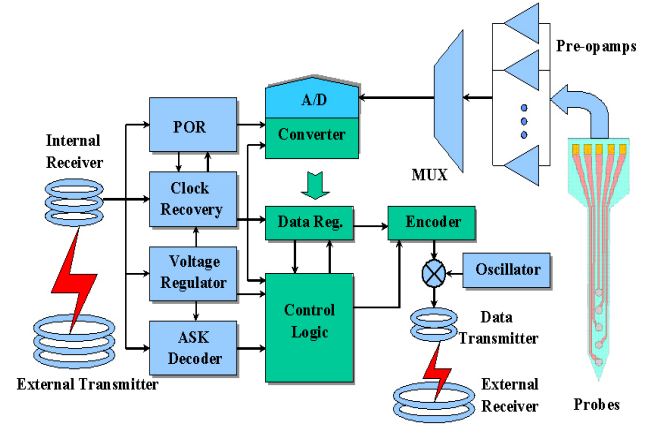 Pre-opamps
A/D
Converter
POR
Internal
Receiver
MUX
Clock
Recovery
Data Reg.
Encoder
Voltage
Regulator
Oscillator
Control
Logic
ASK
Decoder
Data
Transmitter
External Transmitter
External
Receiver
Probes